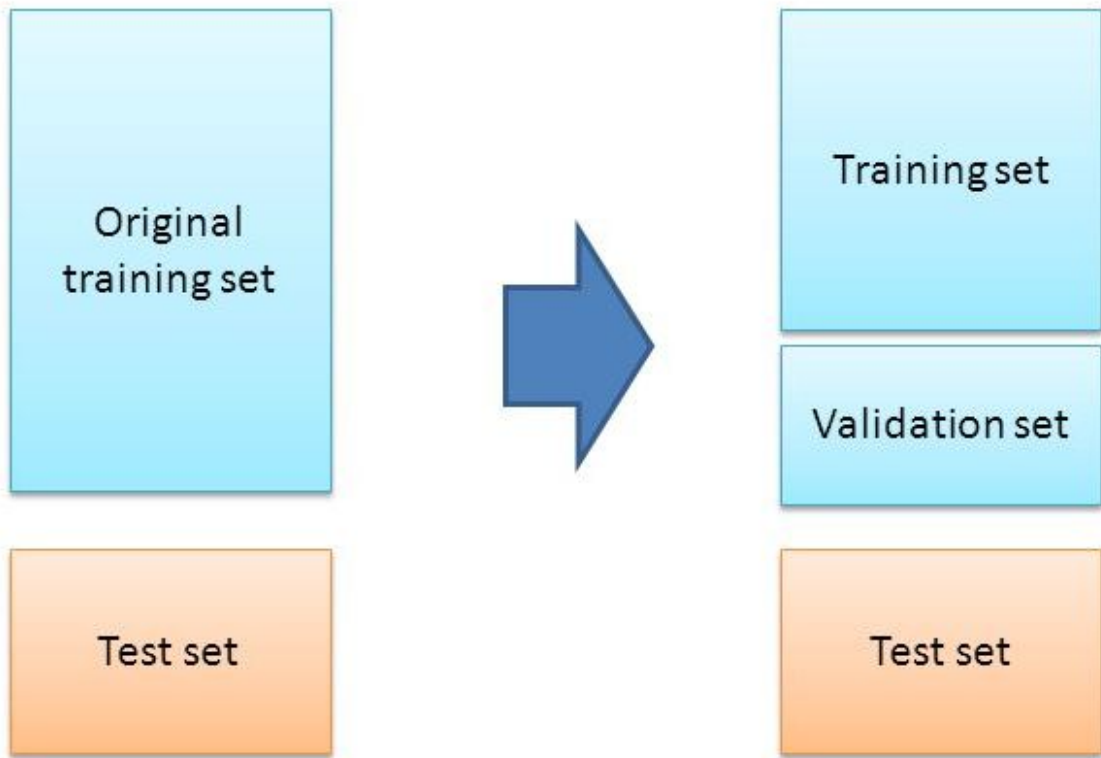 Original
training set
Test set
Training set
Validation set
Test set